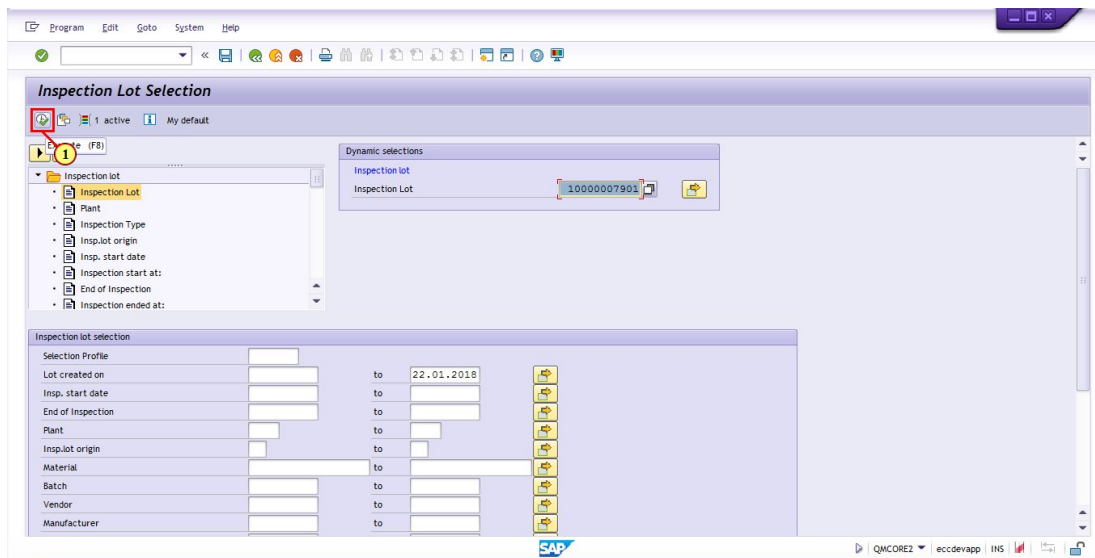 Program Edit Goto System Help
Inspection Lot Selection
1 active My default
Execute (F8)
1
Dynamic selections
Inspection lot
Inspection Lot 10000007901
Inspection lot
Inspection Lot
Plant
Inspection Type
Insp.lot origin
Insp. start date
Inspection start at:
End of Inspection
Inspection ended at:
Inspection lot selection
Selection Profile
Lot created on to 22.01.2018
Insp. start date to
End of Inspection to
Plant to
Insp.lot origin to
Material to
Batch to
Vendor to
Manufacturer to
SAP
QMCORE2 eccdevapp INS